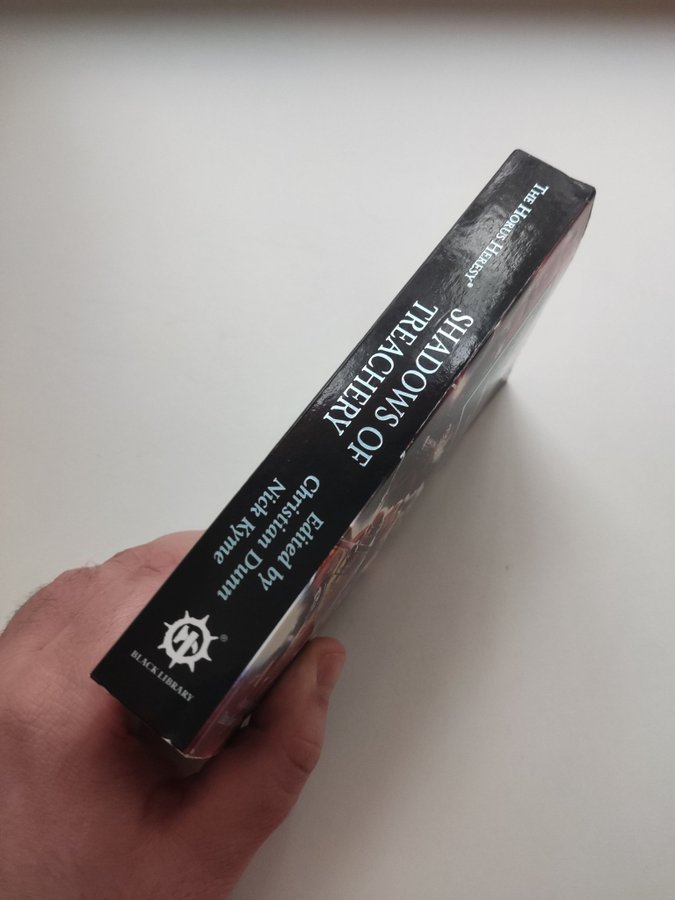 THE HORUS HERESY®
SHADOWS OF
TREACHERY
Edited by
Christian Dunn
Nick Kyme
®
BLACK LIBRARY